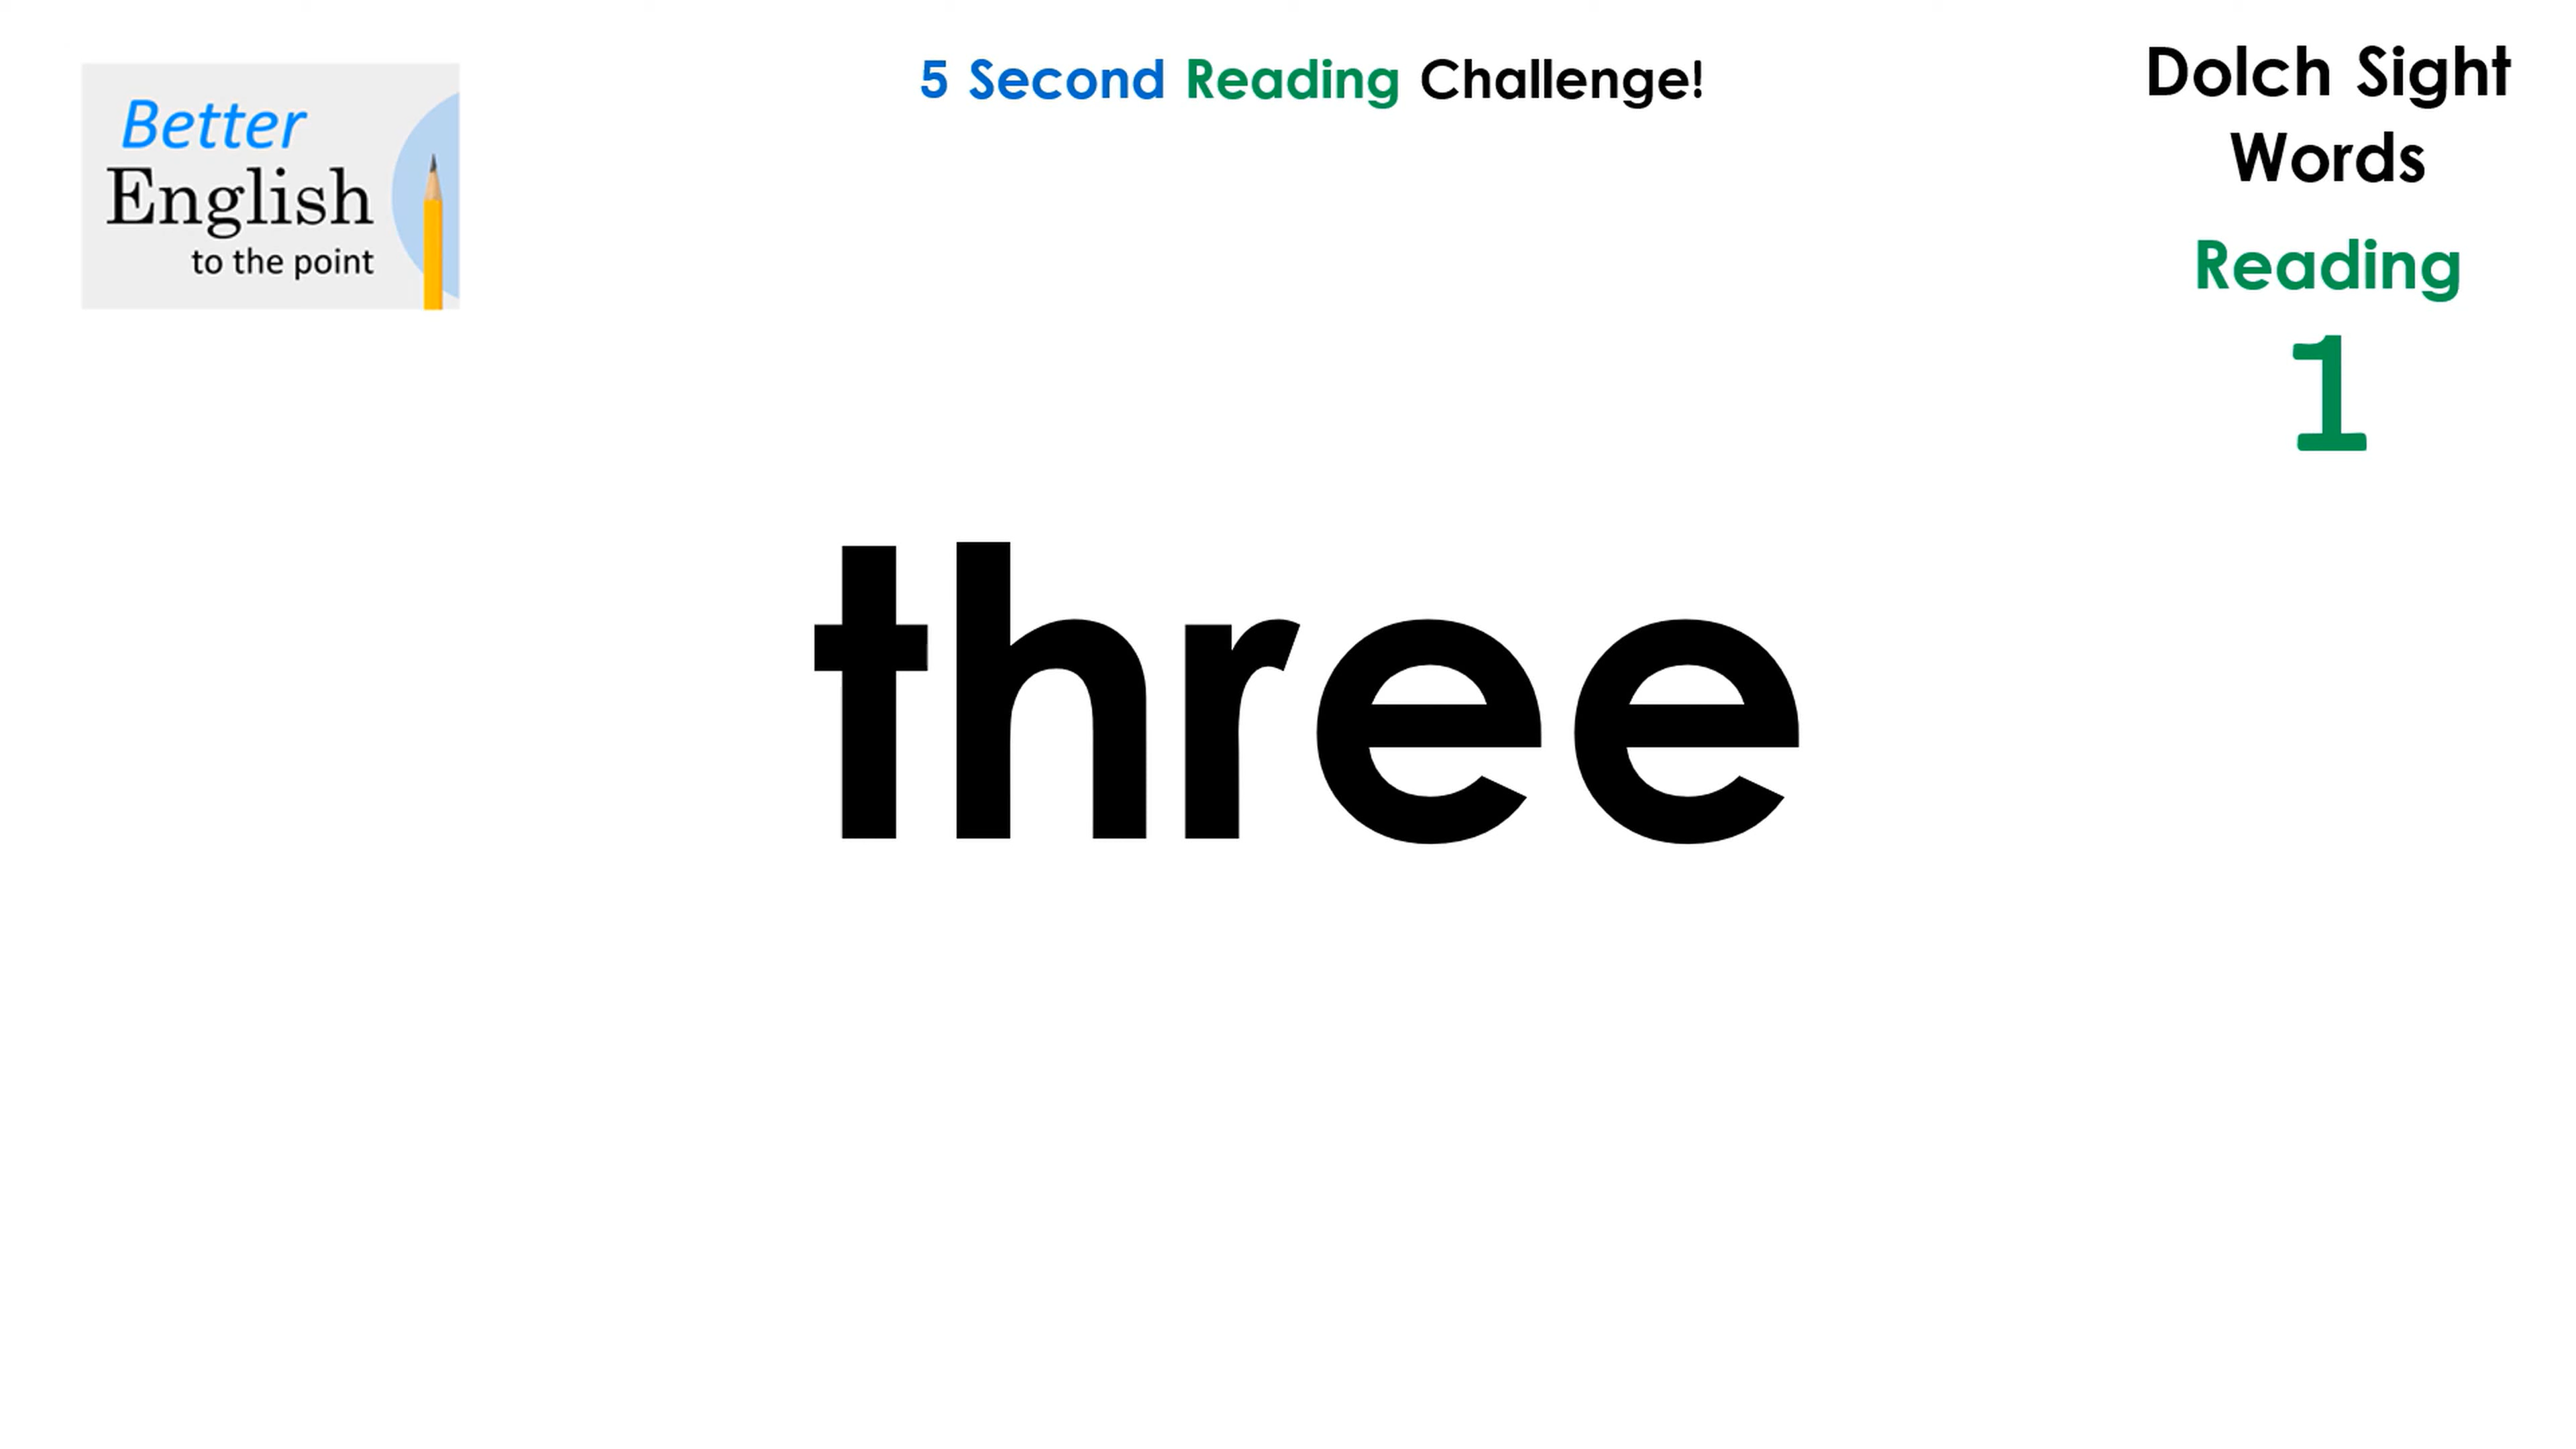 Better
English
to the point
5 Second Reading Challenge!
Dolch Sight
Words
Reading
1
three